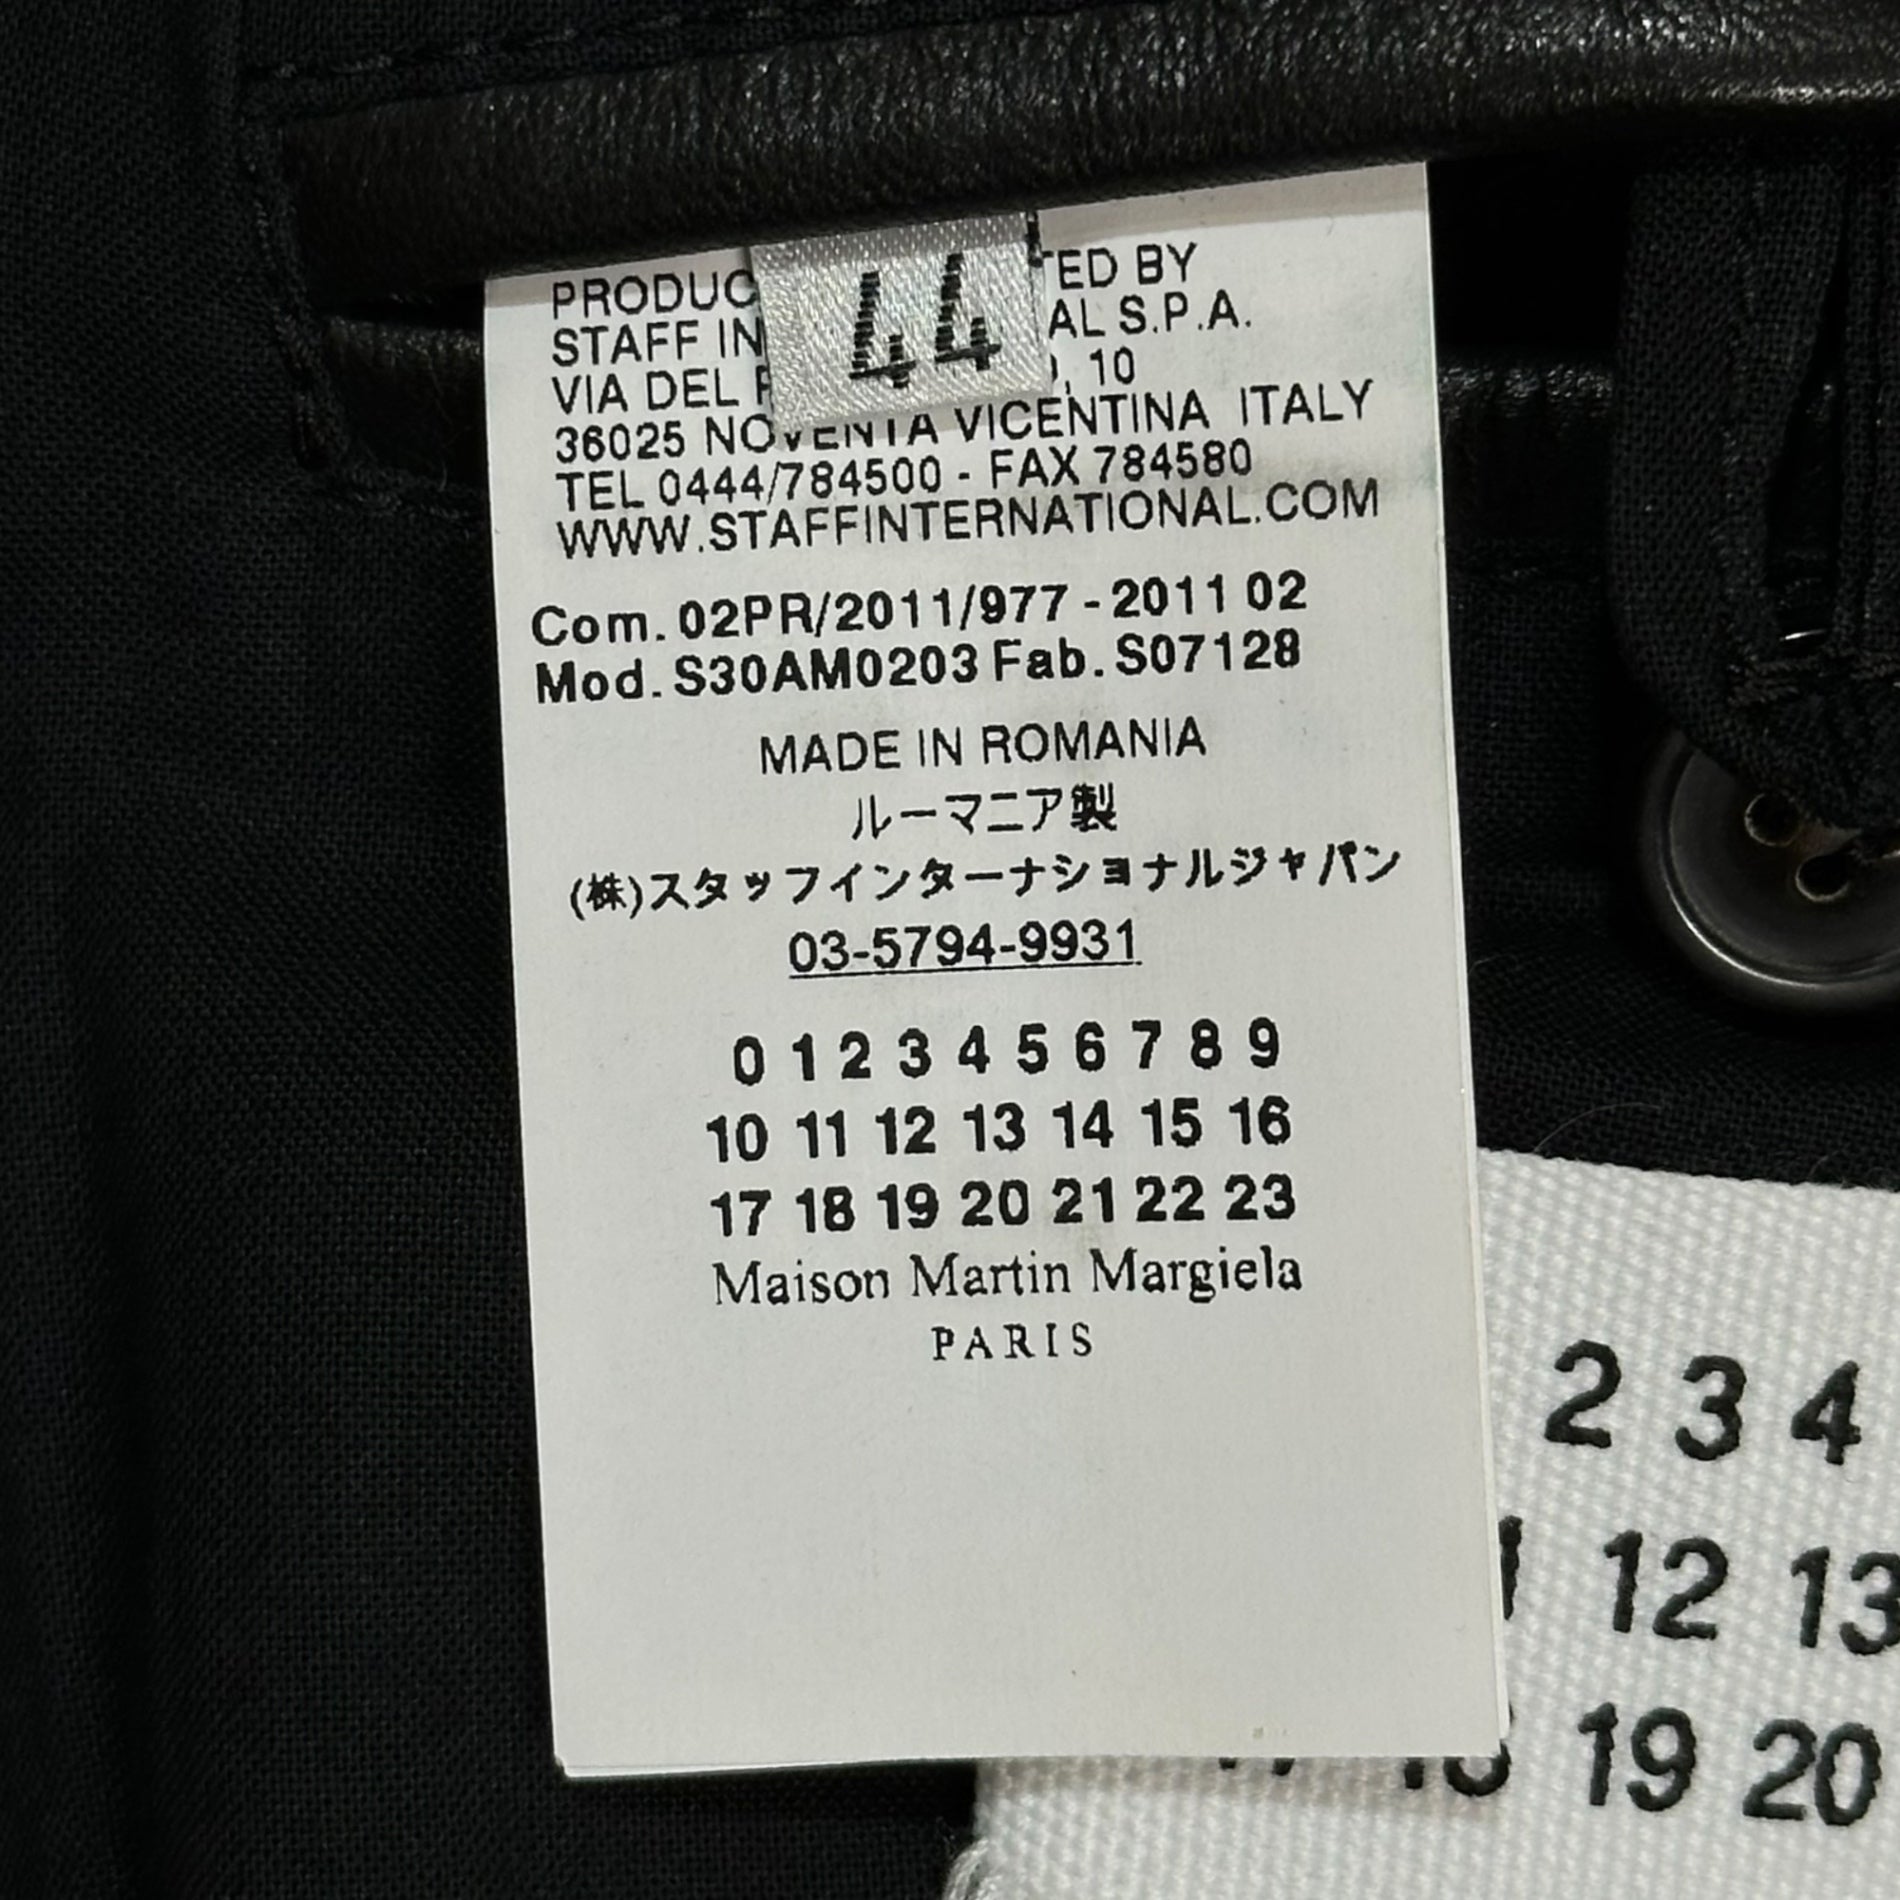 44
PRODUC TED BY
STAFF IN AL S.P.A.
VIA DEL , 10
36025 NOVENTA VICENTINA ITALY
TEL 0444/784500 - FAX 784580
WWW.STAFFINTERNATIONAL.COM
Com. 02PR/2011/977 - 2011 02
Mod. S30AM0203 Fab. S07128
MADE IN ROMANIA
ルーマニア製
(株)スタッフインターナショナルジャパン
03-5794-9931
0 1 2 3 4 5 6 7 8 9
10 11 12 13 14 15 16
17 18 19 20 21 22 23
Maison Martin Margiela
PARIS
2 3 4
12 13
19 20